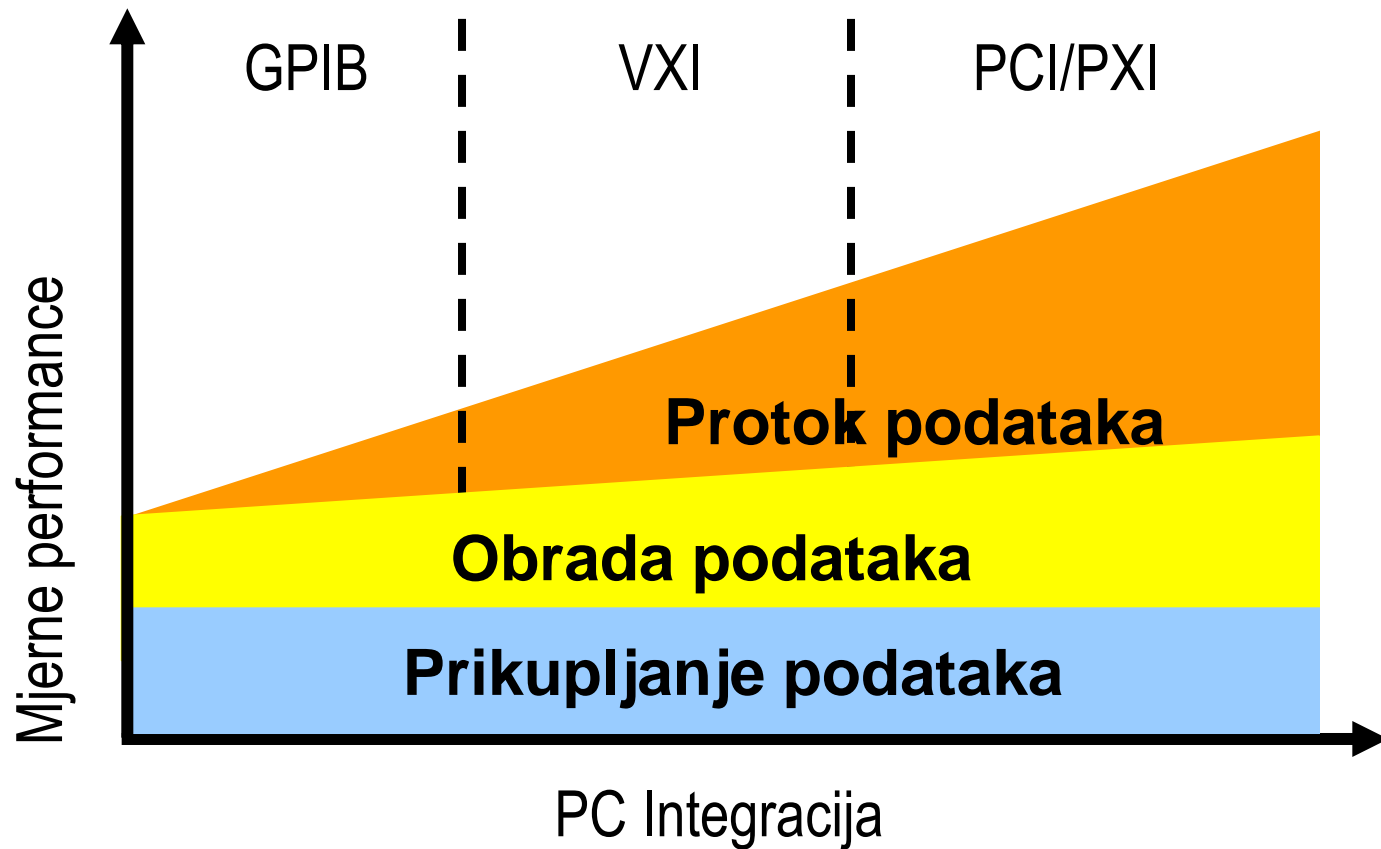 GPIB
VXI
PCI/PXI
Mjerne performance
Protok podataka
Obrada podataka
Prikupljanje podataka
PC Integracija